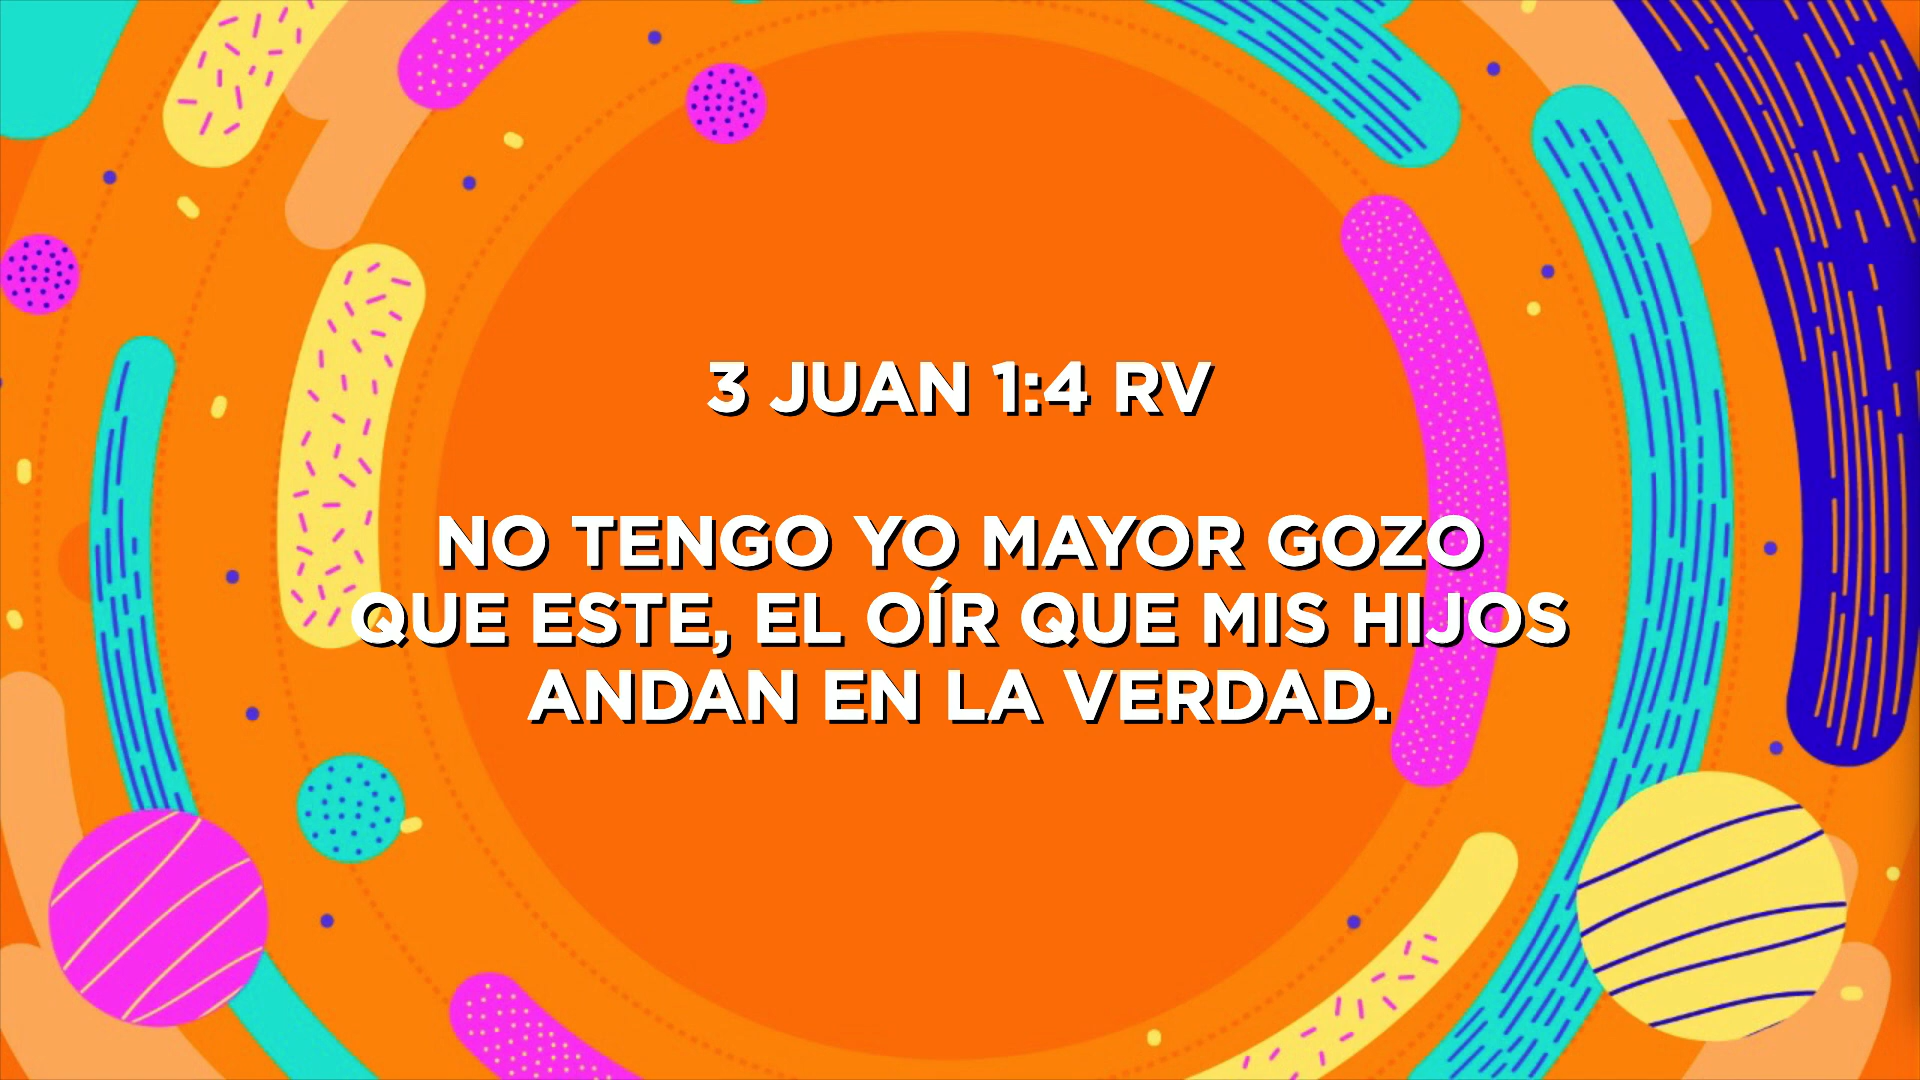 3 JUAN 1:4 RV
NO TENGO YO MAYOR GOZO
QUE ESTE, EL OÍR QUE MIS HIJOS
ANDAN EN LA VERDAD.